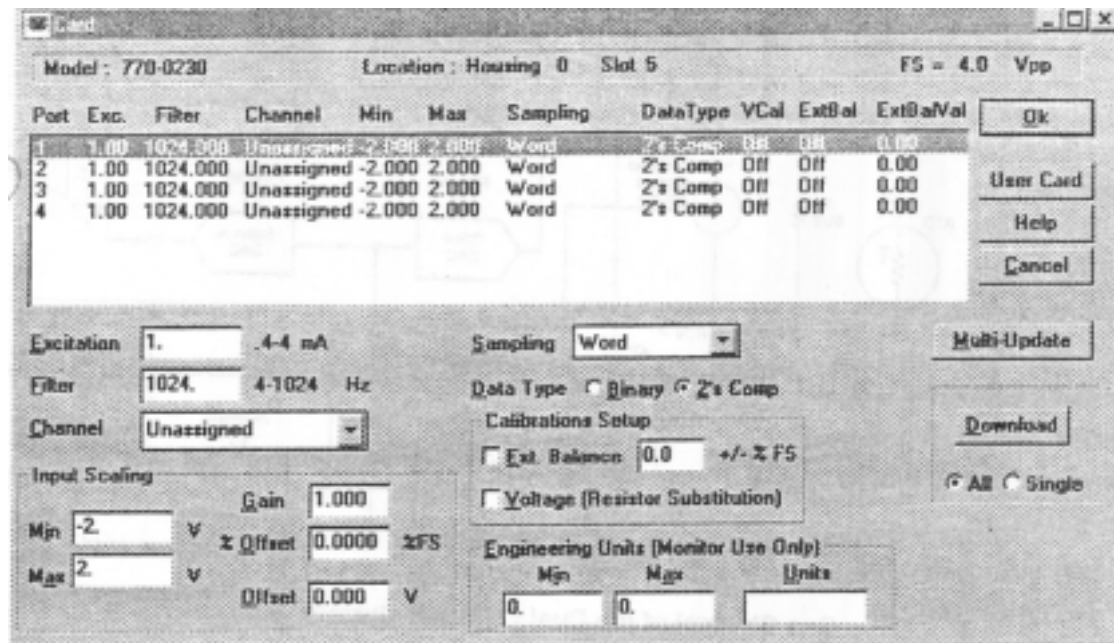 Card
Model : 770-0230 Location : Housing 0 Slot 5 FS = 4.0 Vpp
Port Exc. Filter Channel Min Max Sampling DataType VCal ExtBal ExtBalVal
1 1.00 1024.000 Unassigned -2.000 2.000 Word 2's Comp Off Off 0.00
2 1.00 1024.000 Unassigned -2.000 2.000 Word 2's Comp Off Off 0.00
3 1.00 1024.000 Unassigned -2.000 2.000 Word 2's Comp Off Off 0.00
4 1.00 1024.000 Unassigned -2.000 2.000 Word 2's Comp Off Off 0.00
Ok
User Card
Help
Cancel
Excitation 1. .4-4 mA
Filter 1024. 4-1024 Hz
Channel Unassigned
Sampling Word
Data Type Binary 2's Comp
Multi-Update
Calibrations Setup
Ext. Balance 0.0 +/- % FS
Voltage (Resistor Substitution)
Download
All Single
Input Scaling
Gain 1.000
Min -2. V
% Offset 0.0000 %FS
Max 2. V
Offset 0.000 V
Engineering Units (Monitor Use Only)
Min Max Units
0. 0.